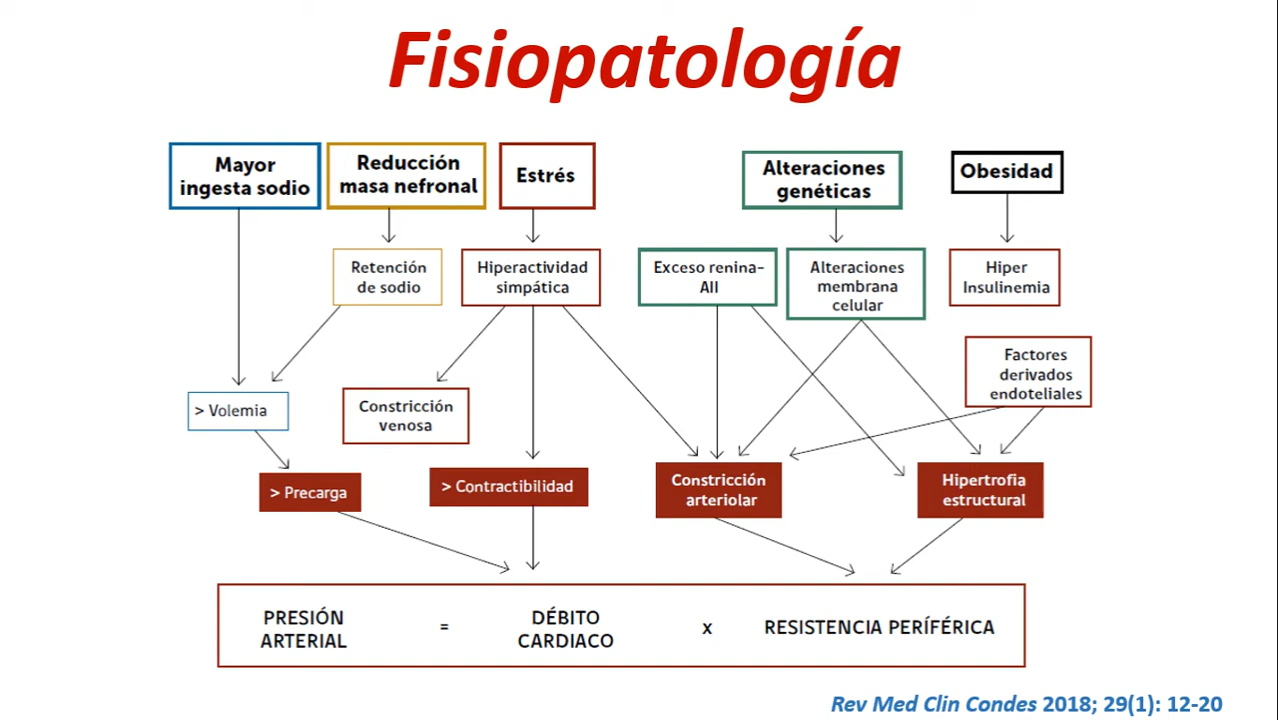 Fisiopatología
Mayor
ingesta sodio
Reducción
masa nefronal
Estrés
Alteraciones
genéticas
Obesidad
Retención
de sodio
Hiperactividad
simpática
Exceso renina-
AII
Alteraciones
membrana
celular
Hiper
Insulinemia
Factores
derivados
endoteliales
> Volemia
Constricción
venosa
> Precarga
> Contractibilidad
Constricción
arteriolar
Hipertrofia
estructural
PRESIÓN
ARTERIAL
=
DÉBITO
CARDIACO
x
RESISTENCIA PERÍFÉRICA
Rev Med Clin Condes 2018; 29(1): 12-20